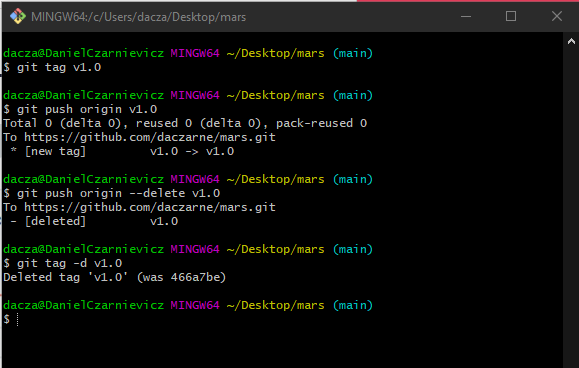 MINGW64:/c/Users/dacza/Desktop/mars
dacza@DanielCzarnievicz MINGW64 ~/Desktop/mars (main)
$ git tag v1.0
dacza@DanielCzarnievicz MINGW64 ~/Desktop/mars (main)
$ git push origin v1.0
Total 0 (delta 0), reused 0 (delta 0), pack-reused 0
To https://github.com/daczarne/mars.git
 * [new tag]         v1.0 -> v1.0
dacza@DanielCzarnievicz MINGW64 ~/Desktop/mars (main)
$ git push origin --delete v1.0
To https://github.com/daczarne/mars.git
 - [deleted]         v1.0
dacza@DanielCzarnievicz MINGW64 ~/Desktop/mars (main)
$ git tag -d v1.0
Deleted tag 'v1.0' (was 466a7be)
dacza@DanielCzarnievicz MINGW64 ~/Desktop/mars (main)
$